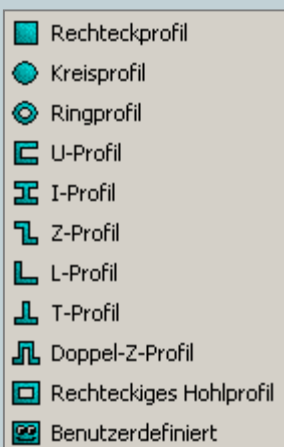 Rechteckprofil
Kreisprofil
Ringprofil
U-Profil
I-Profil
Z-Profil
L-Profil
T-Profil
Doppel-Z-Profil
Rechteckiges Hohlprofil
Benutzerdefiniert